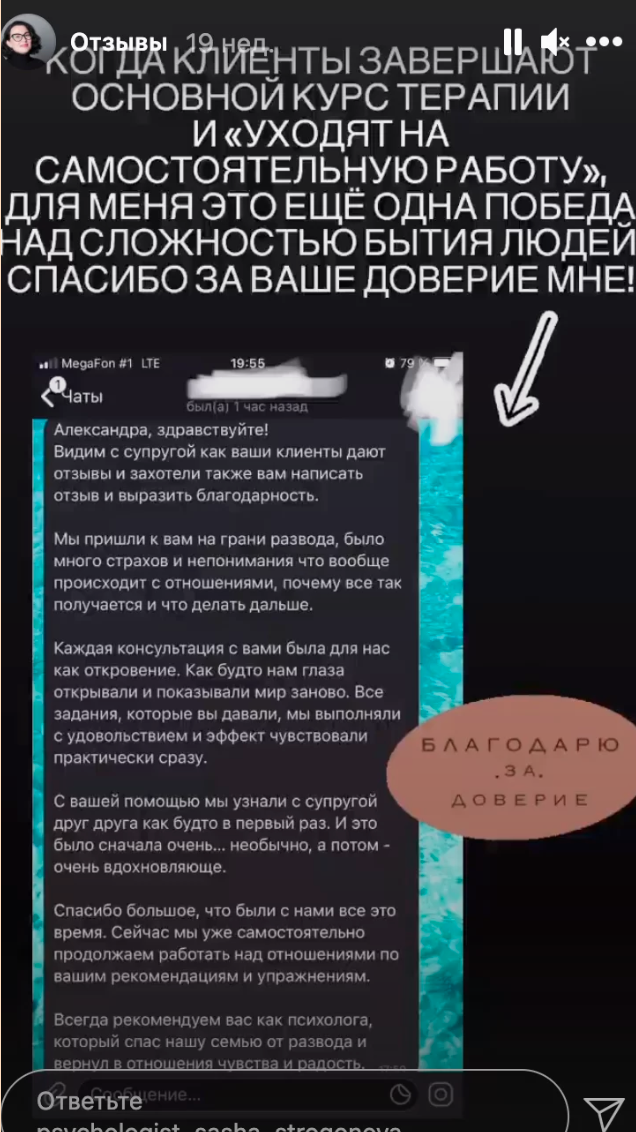 Отзывы 19 нед.
КОГДА КЛИЕНТЫ ЗАВЕРШАЮТ
ОСНОВНОЙ КУРС ТЕРАПИИ
И «УХОДЯТ НА
САМОСТОЯТЕЛЬНУЮ РАБОТУ»,
ДЛЯ МЕНЯ ЭТО ЕЩЁ ОДНА ПОБЕДА
НАД СЛОЖНОСТЬЮ БЫТИЯ ЛЮДЕЙ
СПАСИБО ЗА ВАШЕ ДОВЕРИЕ МНЕ!
MegaFon #1 LTE 19:55 79 %
1
Чаты
был(а) 1 час назад
Александра, здравствуйте!
Видим с супругой как ваши клиенты дают
отзывы и захотели также вам написать
отзыв и выразить благодарность.
Мы пришли к вам на грани развода, было
много страхов и непонимания что вообще
происходит с отношениями, почему все так
получается и что делать дальше.
Каждая консультация с вами была для нас
как откровение. Как будто нам глаза
открывали и показывали мир заново. Все
задания, которые вы давали, мы выполняли
с удовольствием и эффект чувствовали
практически сразу.
С вашей помощью мы узнали с супругой
друг друга как будто в первый раз. И это
было сначала очень... необычно, а потом -
очень вдохновляюще.
Спасибо большое, что были с нами все это
время. Сейчас мы уже самостоятельно
продолжаем работать над отношениями по
вашим рекомендациям и упражнениям.
Всегда рекомендуем вас как психолога,
который спас нашу семью от развода и
вернул в отношения чувства и радость.
БЛАГОДАРЮ
.ЗА.
ДОВЕРИЕ
Сообщение...
Ответьте
psychologist_sasha_strogonova